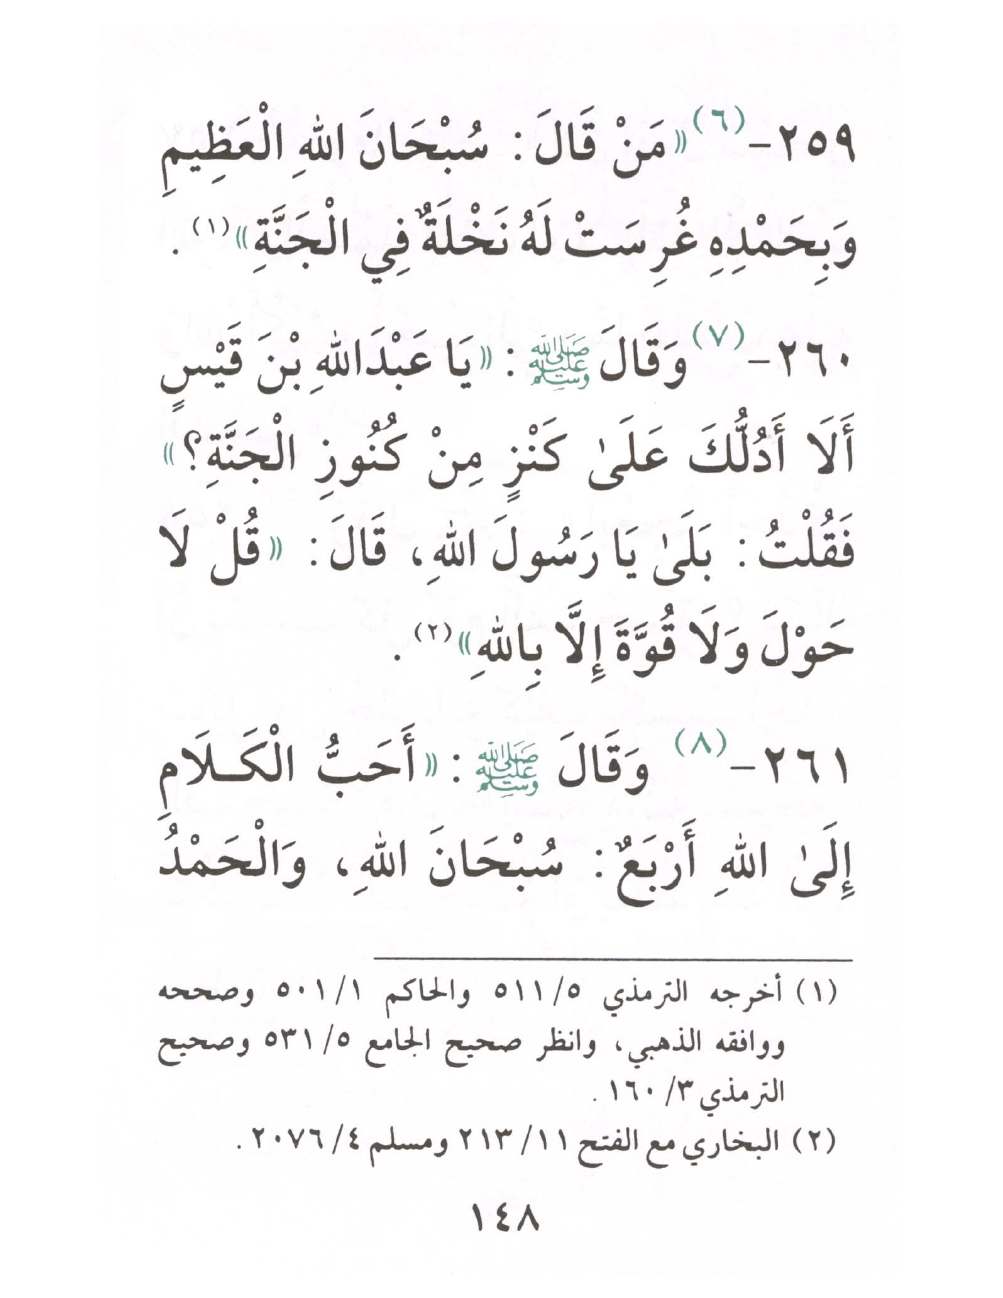 ٢٥٩-(٦) «مَنْ قَالَ: سُبْحَانَ اللهِ الْعَظِيمِ
وَبِحَمْدِهِ غُرِسَتْ لَهُ نَخْلَةٌ فِي الْجَنَّةِ»(١).
٢٦٠-(٧) وَقَالَ ﷺ: «يَا عَبْدَاللهِ بْنَ قَيْسٍ
أَلَا أَدُلُّكَ عَلَىٰ كَنْزٍ مِنْ كُنُوزِ الْجَنَّةِ؟»
فَقُلْتُ: بَلَىٰ يَا رَسُولَ اللهِ، قَالَ: «قُلْ لَا
حَوْلَ وَلَا قُوَّةَ إِلَّا بِاللهِ»(٢).
٢٦١-(٨) وَقَالَ ﷺ: «أَحَبُّ الْكَـلَامِ
إِلَىٰ اللهِ أَرْبَعٌ: سُبْحَانَ اللهِ، وَالْحَمْدُ
(١) أخرجه الترمذي ٥/ ٥١١ والحاكم ١/ ٥٠١ وصححه
ووافقه الذهبي، وانظر صحيح الجامع ٥/ ٥٣١ وصحيح
الترمذي ٣/ ١٦٠.
(٢) البخاري مع الفتح ١١/ ٢١٣ ومسلم ٤/ ٢٠٧٦.
١٤٨